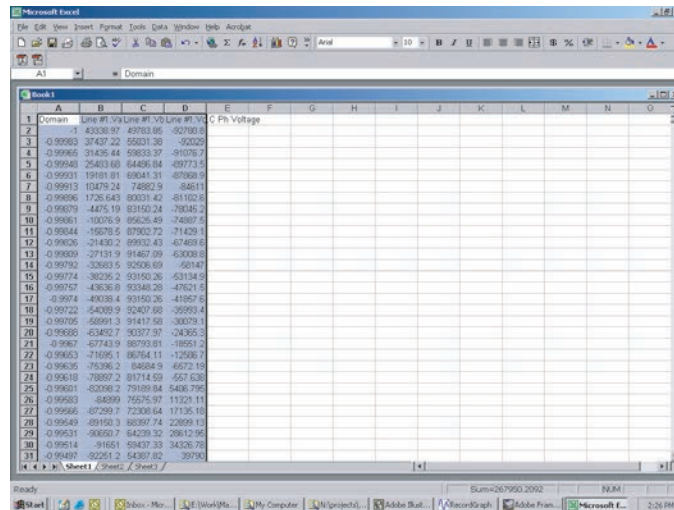 Microsoft Excel
File Edit View Insert Format Tools Data Window Help Acrobat
Arial 10 B I U $ %
A1 = Domain
Book1
A B C D E F G H I J K L M N O
1 Domain Line #1.Va Line #1.Vb Line #1.Vc C Ph Voltage
2 -1 43338.97 49783.85 -92780.8
3 -0.99983 37437.22 55831.38 -92029
4 -0.99965 31435.44 59833.37 -91076.7
5 -0.99948 25483.68 64486.84 -89773.5
6 -0.99931 19181.81 69041.31 -87868.9
7 -0.99913 10479.24 74882.9 -84611
8 -0.99896 1726.643 80031.42 -81102.6
9 -0.99879 -4475.19 83150.24 -78045.2
10 -0.99861 -10076.9 85625.49 -74887.5
11 -0.99844 -15678.5 87902.72 -71429.1
12 -0.99826 -21430.2 89932.43 -67469.6
13 -0.99809 -27131.9 91467.09 -63008.8
14 -0.99792 -32683.5 92506.69 -58147
15 -0.99774 -38235.2 93150.26 -53134.9
16 -0.99757 -43636.8 93348.28 -47621.5
17 -0.9974 -49038.4 93150.26 -41857.6
18 -0.99722 -54089.9 92407.68 -35993.4
19 -0.99705 -58991.3 91417.58 -30079.1
20 -0.99688 -63492.7 90377.97 -24365.3
21 -0.9967 -67743.9 88793.81 -18551.2
22 -0.99653 -71695.1 86764.11 -12586.7
23 -0.99635 -75396.2 84684.9 -6572.19
24 -0.99618 -78897.2 81714.59 -557.638
25 -0.99601 -82098.2 79189.84 5486.795
26 -0.99583 -84899 75575.97 11321.11
27 -0.99566 -87299.7 72308.64 17135.18
28 -0.99549 -89150.3 68397.74 22899.13
29 -0.99531 -90650.7 64239.32 28612.95
30 -0.99514 -91651 59437.33 34326.78
31 -0.99497 -92251.2 54387.82 39790
Sheet1 Sheet2 Sheet3
Ready Sum=267950.2092 NUM
Start Inbox - Micr... E:\Work\Ma... My Computer N:\projects\... Adobe Illust... RecordGraph Adobe Fram... Microsoft E... 2:26 PM